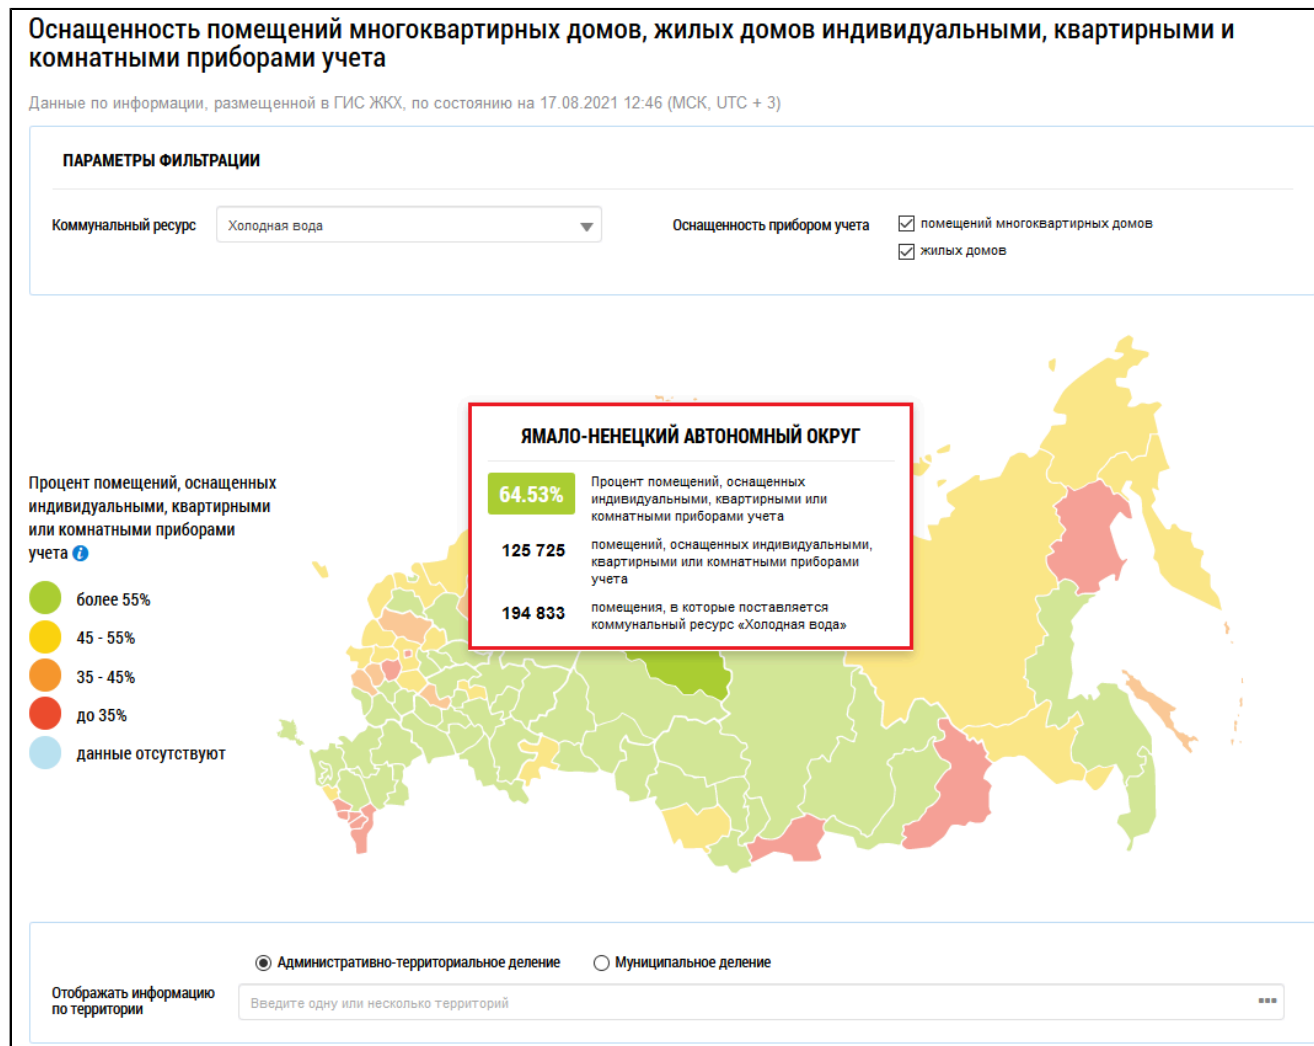 Оснащенность помещений многоквартирных домов, жилых домов индивидуальными, квартирными и
комнатными приборами учета
Данные по информации, размещенной в ГИС ЖКХ, по состоянию на 17.08.2021 12:46 (МСК, UTC + 3)
ПАРАМЕТРЫ ФИЛЬТРАЦИИ
Коммунальный ресурс
Холодная вода
Оснащенность прибором учета
помещений многоквартирных домов
жилых домов
ЯМАЛО-НЕНЕЦКИЙ АВТОНОМНЫЙ ОКРУГ
64.53%
Процент помещений, оснащенных
индивидуальными, квартирными или
комнатными приборами учета
125 725
помещений, оснащенных индивидуальными,
квартирными или комнатными приборами
учета
194 833
помещения, в которые поставляется
коммунальный ресурс «Холодная вода»
Процент помещений, оснащенных
индивидуальными, квартирными
или комнатными приборами
учета i
более 55%
45 - 55%
35 - 45%
до 35%
данные отсутствуют
Административно-территориальное деление
Муниципальное деление
Отображать информацию
по территории
Введите одну или несколько территорий